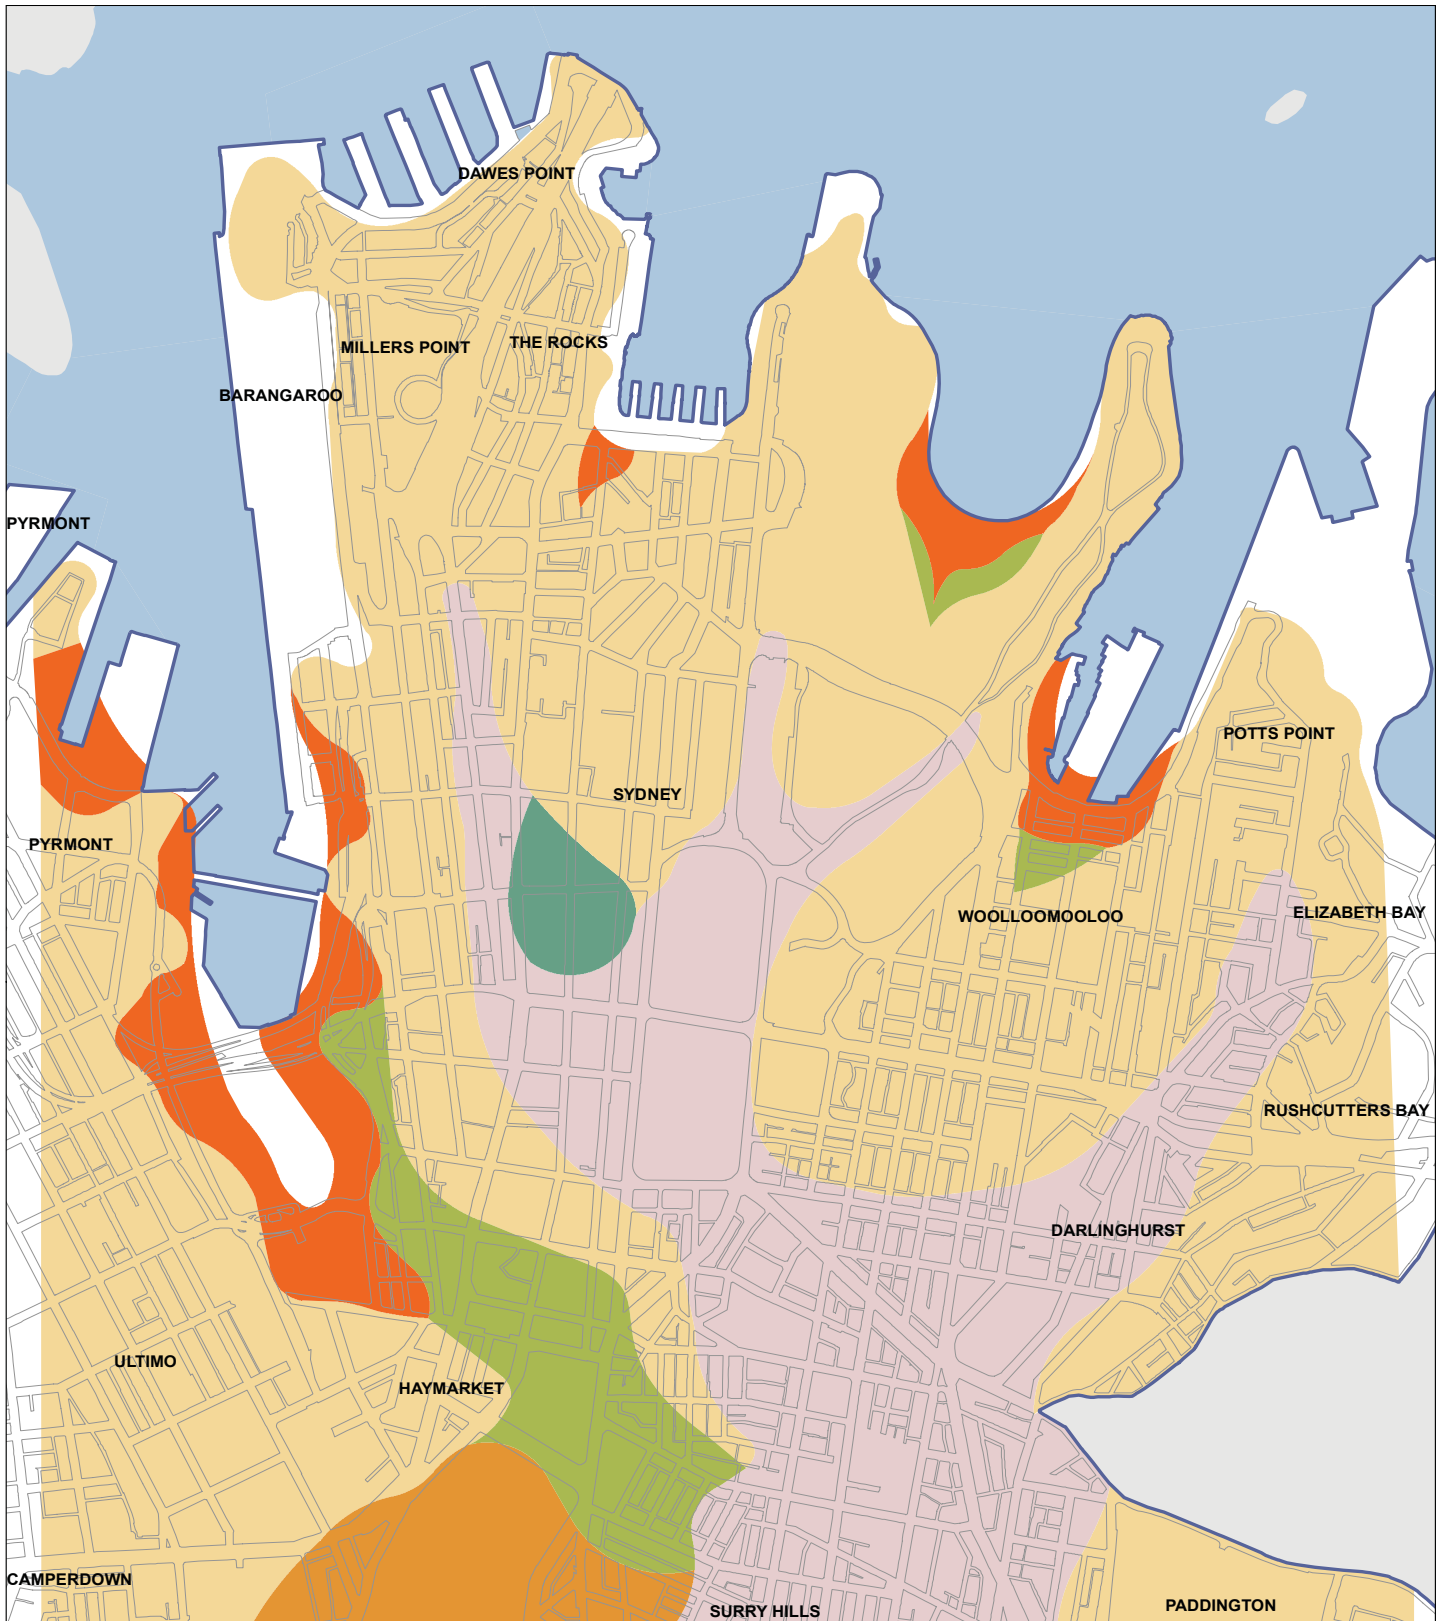 DAWES POINT
MILLERS POINT
THE ROCKS
BARANGAROO
PYRMONT
POTTS POINT
SYDNEY
PYRMONT
WOOLLOOMOOLOO
ELIZABETH BAY
RUSHCUTTERS BAY
DARLINGHURST
ULTIMO
HAYMARKET
CAMPERDOWN
PADDINGTON
SURRY HILLS